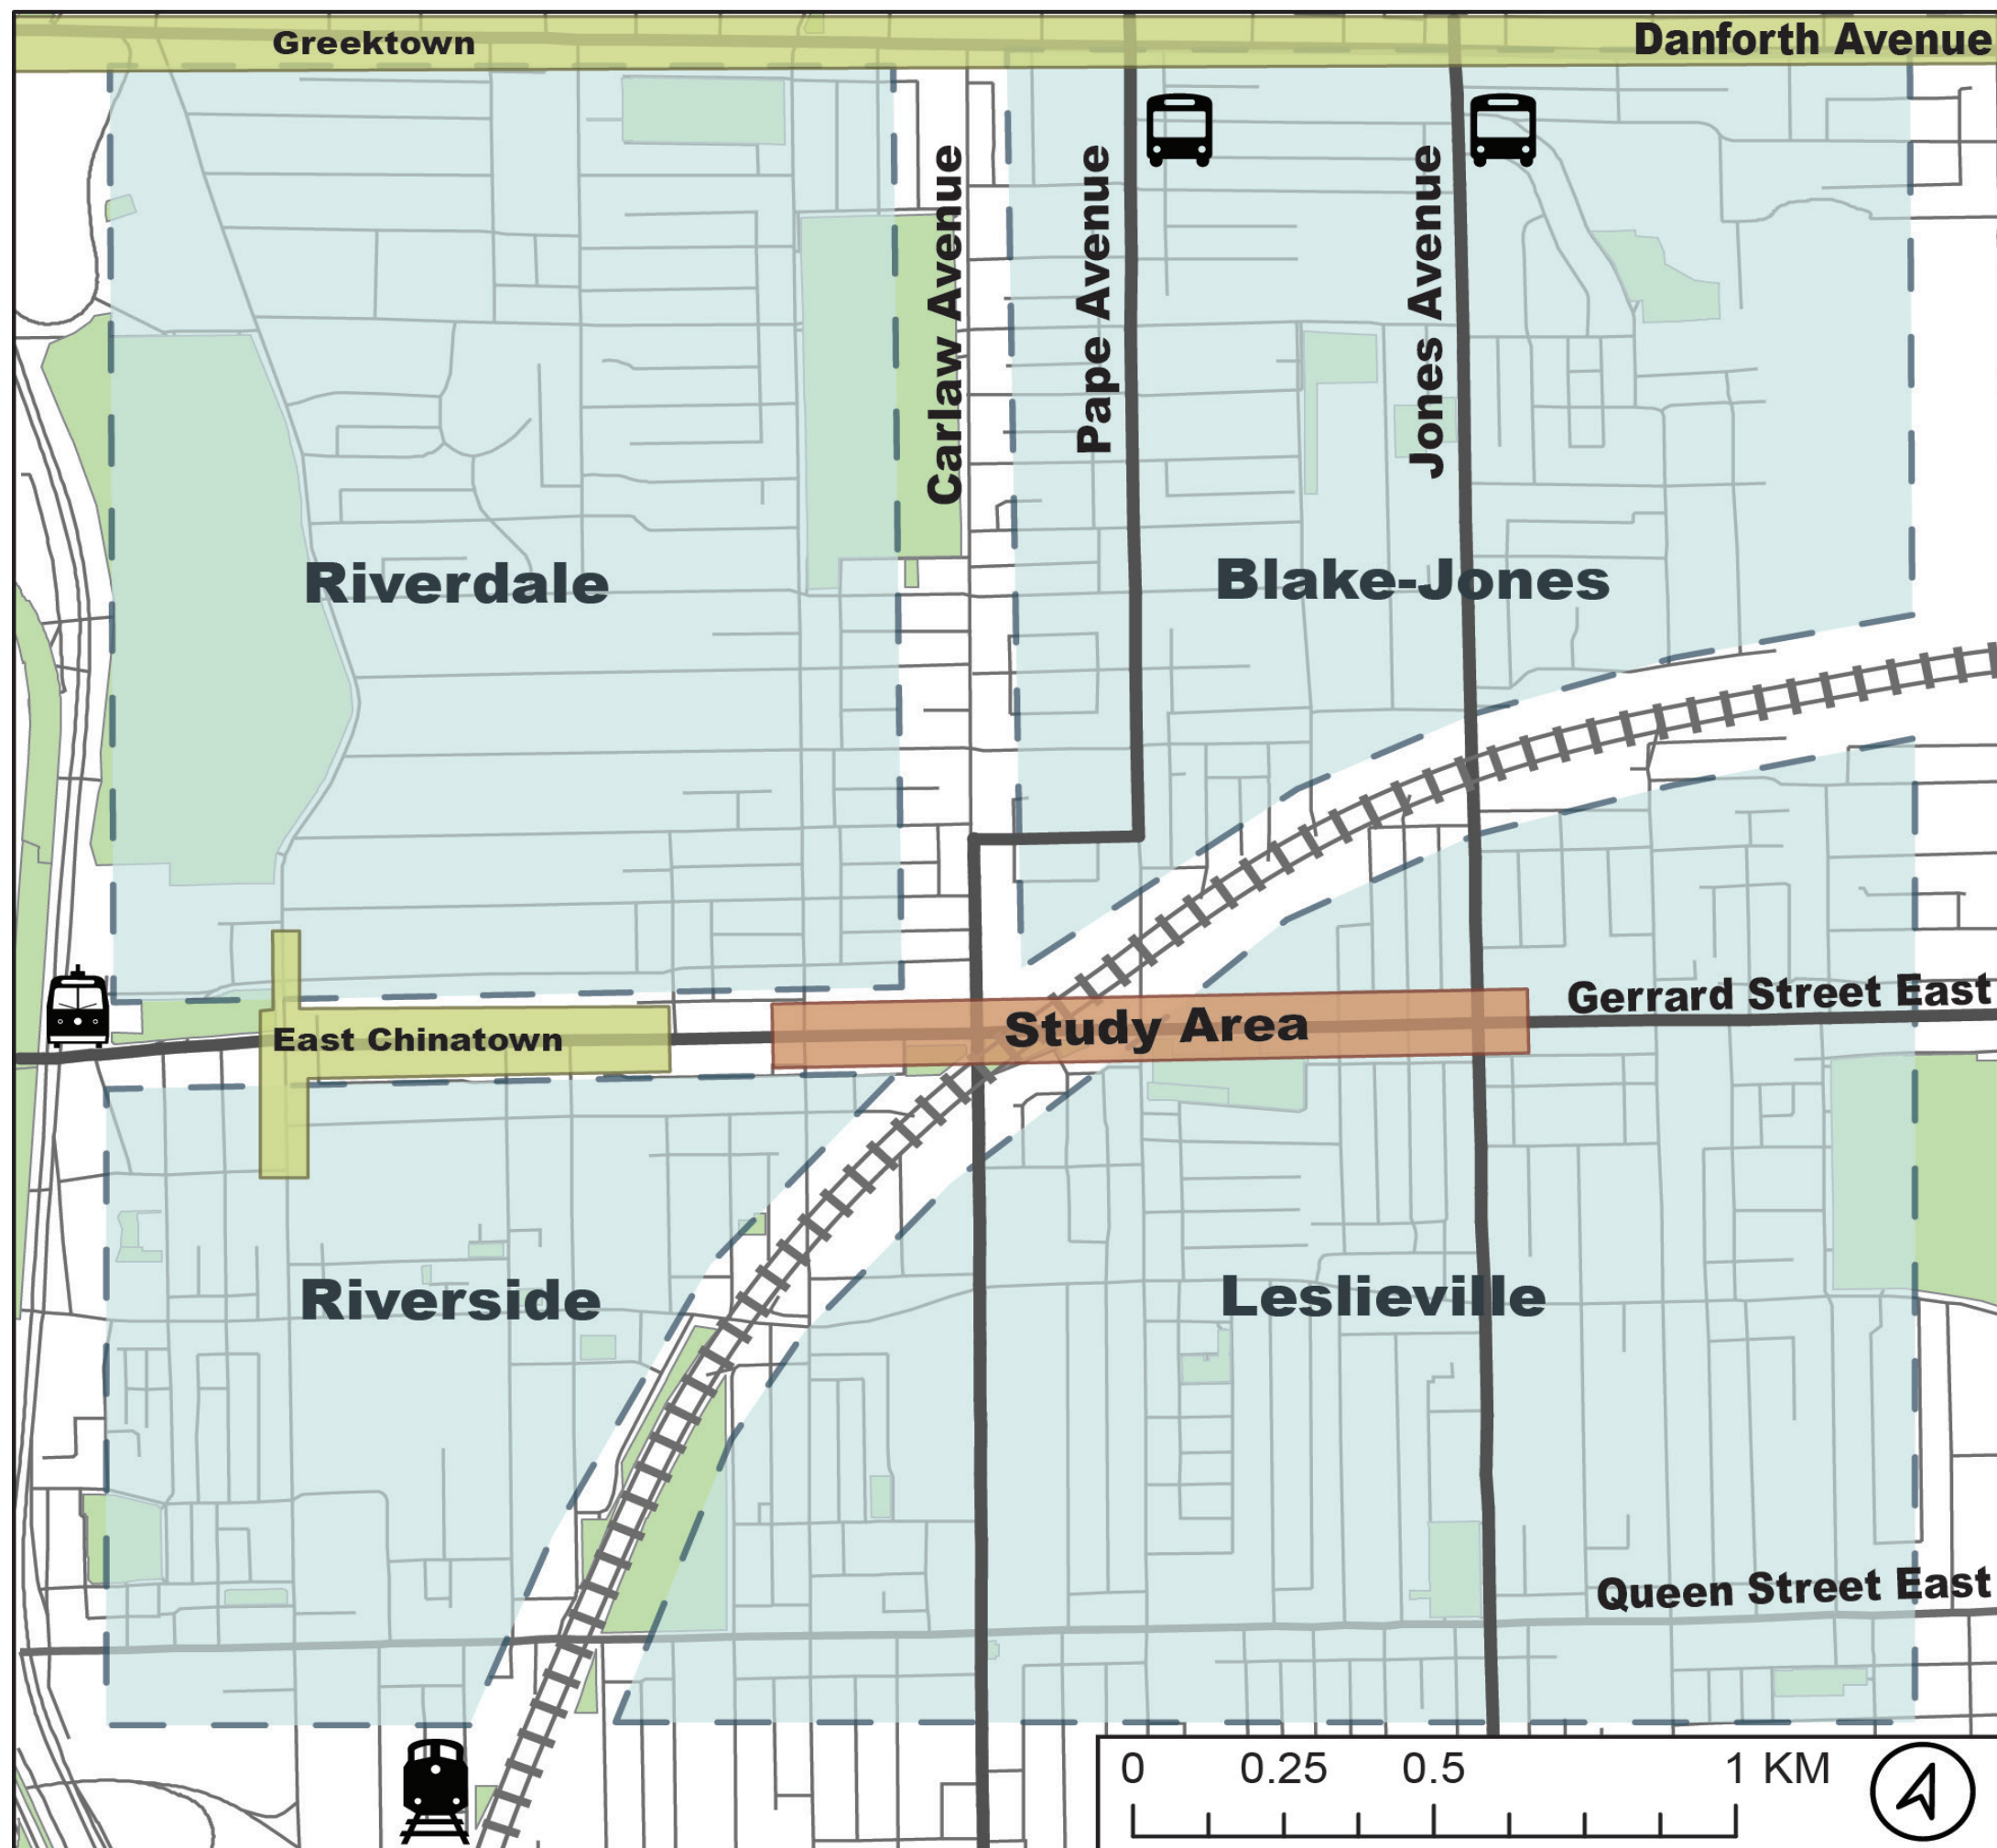 Greektown
Danforth Avenue
Carlaw Avenue
Pape Avenue
Jones Avenue
Riverdale
Blake-Jones
Gerrard Street East
East Chinatown
Study Area
Riverside
Leslieville
Queen Street East
0 0.25 0.5 1 KM